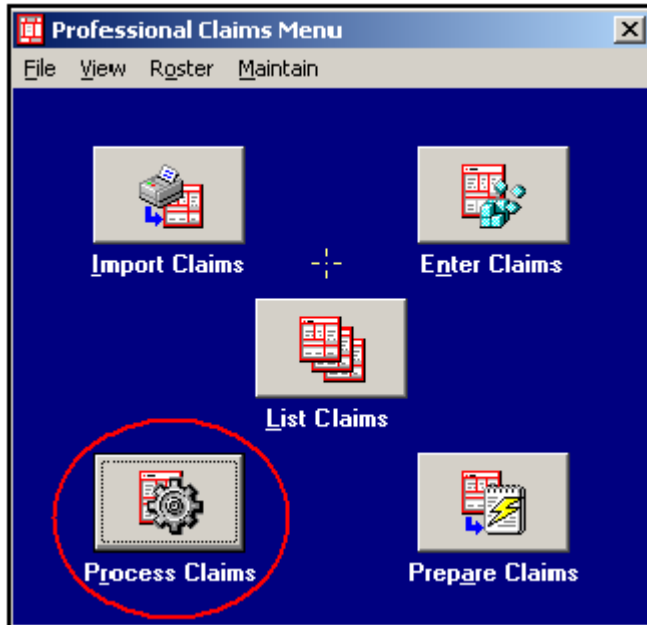 Professional Claims Menu
File View Roster Maintain
Import Claims
Enter Claims
List Claims
Process Claims
Prepare Claims